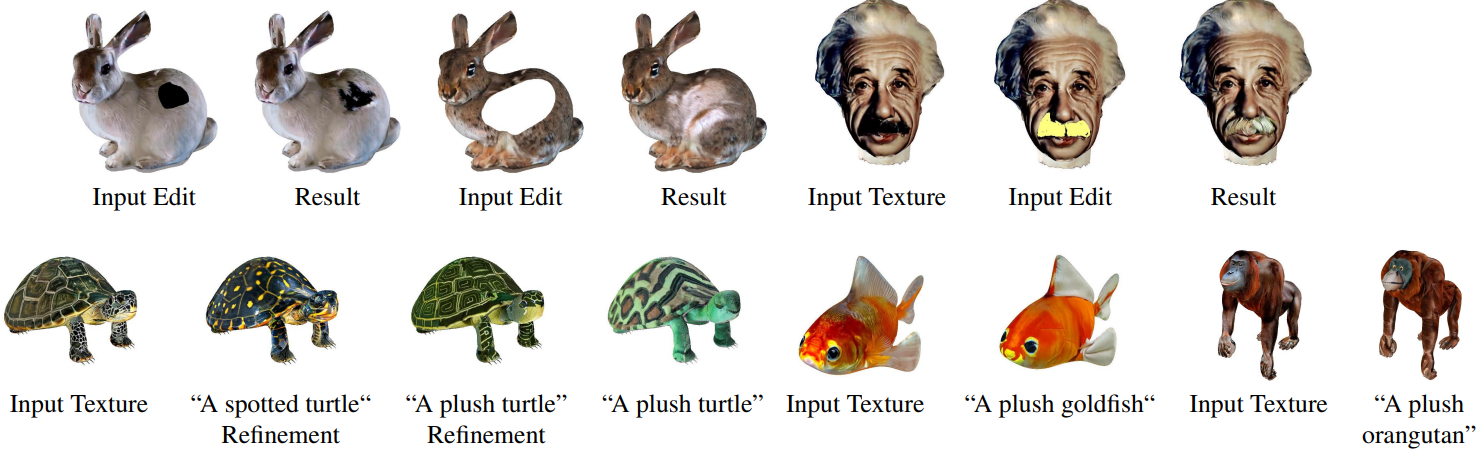 Input Edit Result Input Edit Result Input Texture Input Edit Result
Input Texture “A spotted turtle“ “A plush turtle” “A plush turtle” Input Texture “A plush goldfish“ Input Texture “A plush
Refinement Refinement orangutan”